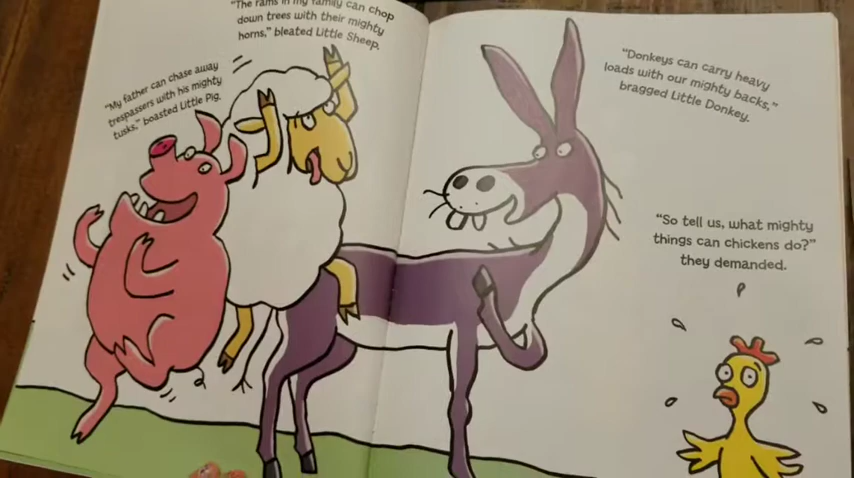 "The rams in my family can chop
down trees with their mighty
horns," bleated Little Sheep.
"My father can chase away
trespassers with his mighty
tusks," boasted Little Pig.
"Donkeys can carry heavy
loads with our mighty backs,"
bragged Little Donkey.
"So tell us, what mighty
things can chickens do?"
they demanded.